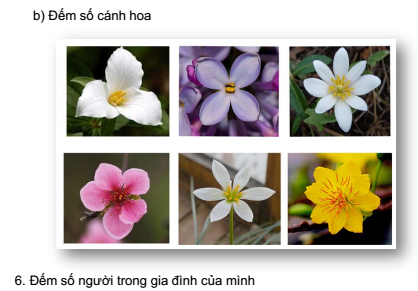 b) Đếm số cánh hoa
6. Đếm số người trong gia đình của mình